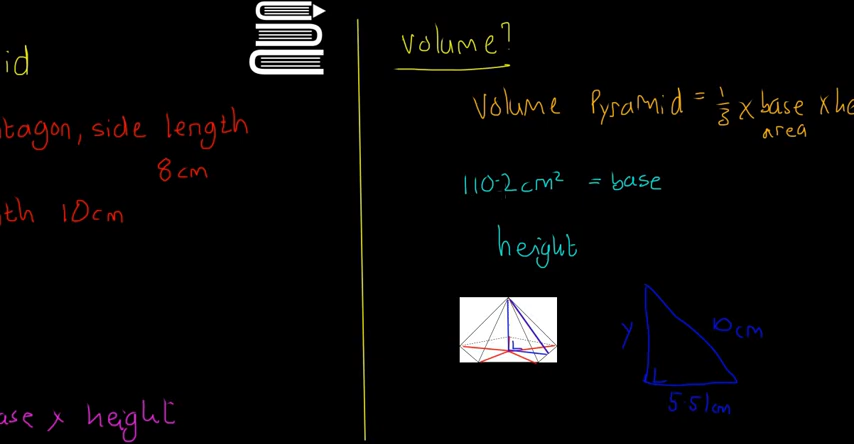 id
tagon, side length
8cm
gth 10cm
ase x height
Volume?
Volume Pyramid = 1/3 x base x he
area
110.2cm² = base
height
L
y
10cm
L
5.51cm